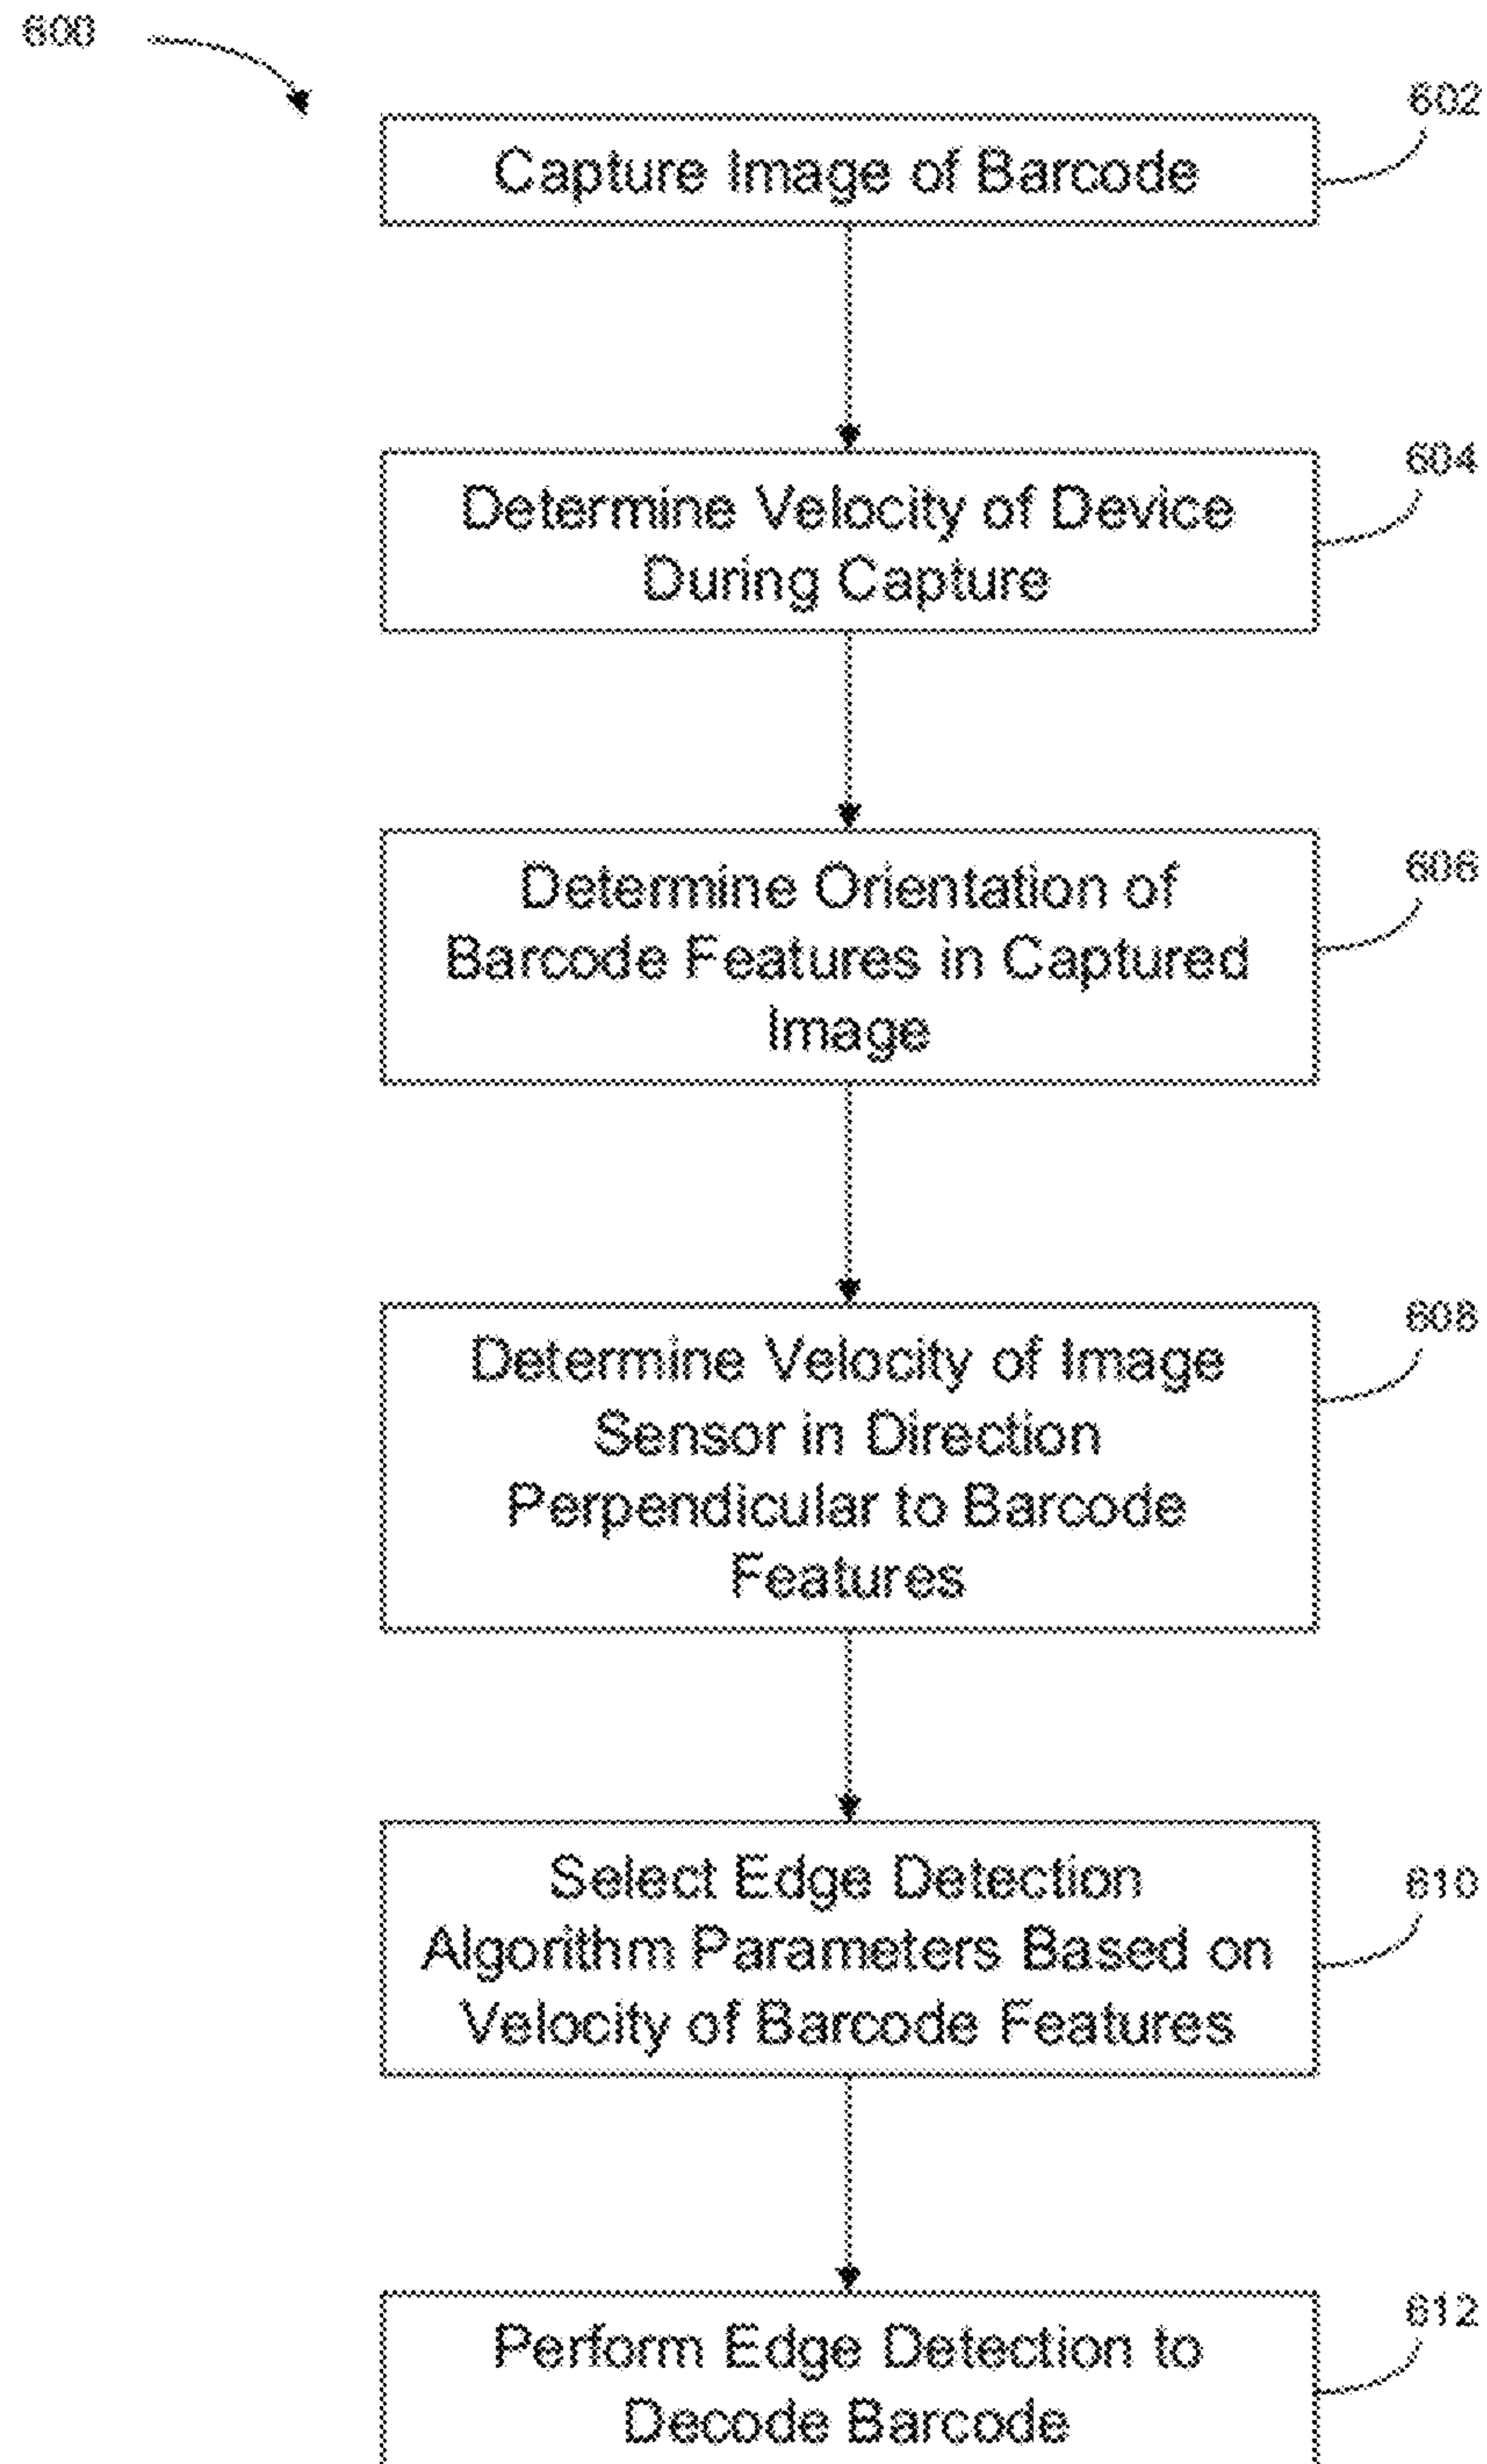 600
602
Capture Image of Barcode
604
Determine Velocity of Device
During Capture
606
Determine Orientation of
Barcode Features in Captured
Image
608
Determine Velocity of Image
Sensor in Direction
Perpendicular to Barcode
Features
610
Select Edge Detection
Algorithm Parameters Based on
Velocity of Barcode Features
612
Perform Edge Detection to
Decode Barcode